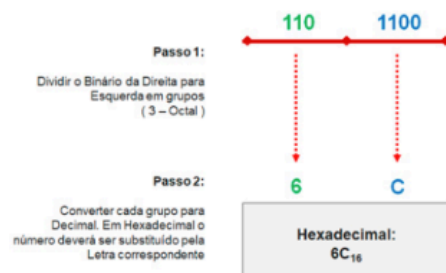 110 1100
Passo 1:
Dividir o Binário da Direita para
Esquerda em grupos
( 3 – Octal )
Passo 2:
6 C
Converter cada grupo para
Decimal. Em Hexadecimal o
número deverá ser substituído pela
Letra correspondente
Hexadecimal:
6C16